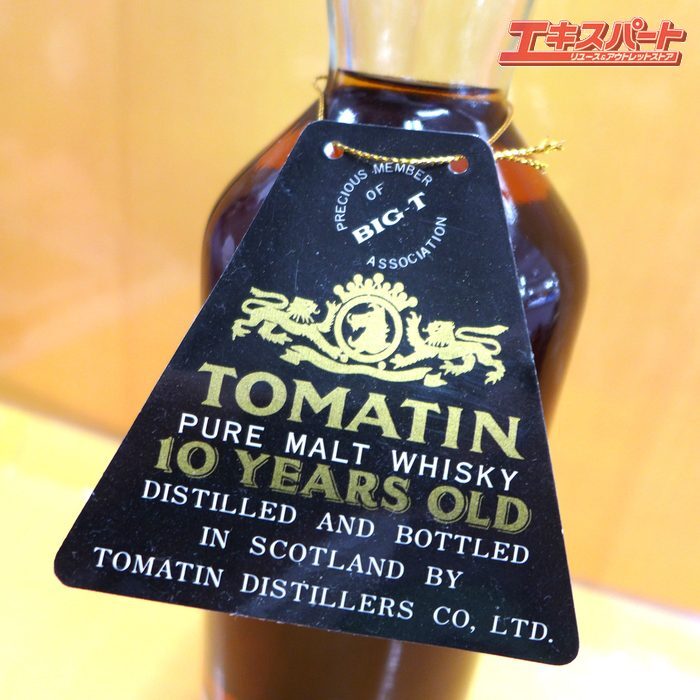 エキスパート
リユース&アウトレットストア
PRECIOUS MEMBER
OF
BIG-T
ASSOCIATION
TOMATIN
PURE MALT WHISKY
10 YEARS OLD
DISTILLED AND BOTTLED
IN SCOTLAND BY
TOMATIN DISTILLERS CO, LTD.